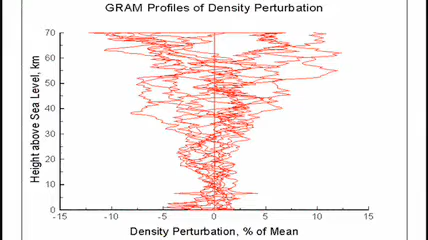 GRAM Profiles of Density Perturbation
70
60
50
40
30
20
10
0
Height above Sea Level, km
-15 -10 -5 0 5 10 15
Density Perturbation, % of Mean